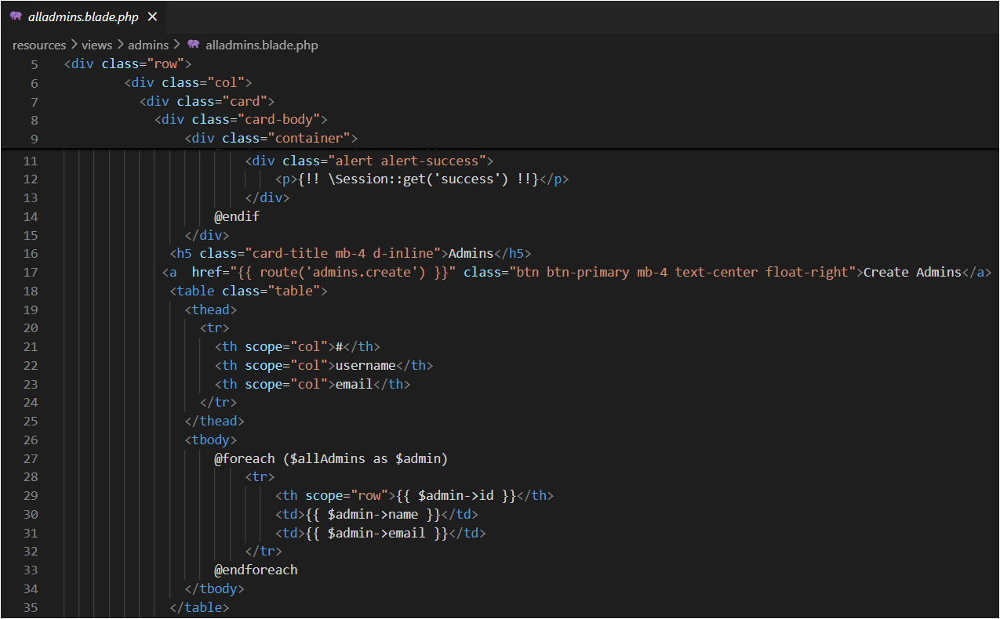 alladmins.blade.php
resources > views > admins > alladmins.blade.php
5 <div class="row">
6 <div class="col">
7 <div class="card">
8 <div class="card-body">
9 <div class="container">
11 <div class="alert alert-success">
12 <p>{!! \Session::get('success') !!}</p>
13 </div>
14 @endif
15 </div>
16 <h5 class="card-title mb-4 d-inline">Admins</h5>
17 <a  href="{{ route('admins.create') }}" class="btn btn-primary mb-4 text-center float-right">Create Admins</a>
18 <table class="table">
19 <thead>
20 <tr>
21 <th scope="col">#</th>
22 <th scope="col">username</th>
23 <th scope="col">email</th>
24 </tr>
25 </thead>
26 <tbody>
27 @foreach ($allAdmins as $admin)
28 <tr>
29 <th scope="row">{{ $admin->id }}</th>
30 <td>{{ $admin->name }}</td>
31 <td>{{ $admin->email }}</td>
32 </tr>
33 @endforeach
34 </tbody>
35 </table>